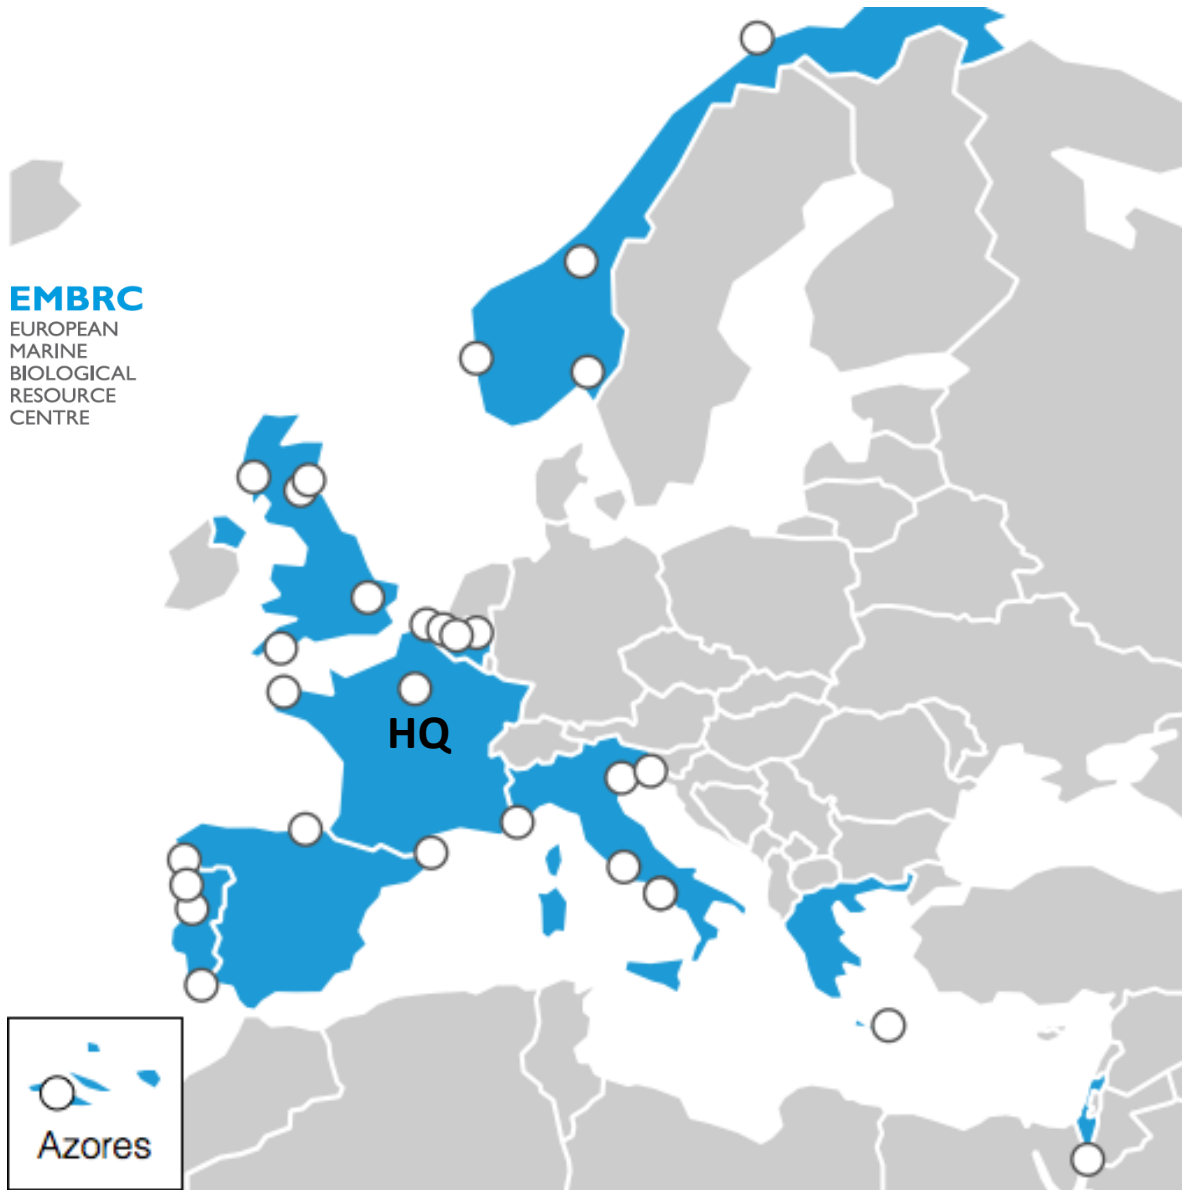 EMBRC
EUROPEAN
MARINE
BIOLOGICAL
RESOURCE
CENTRE
HQ
Azores